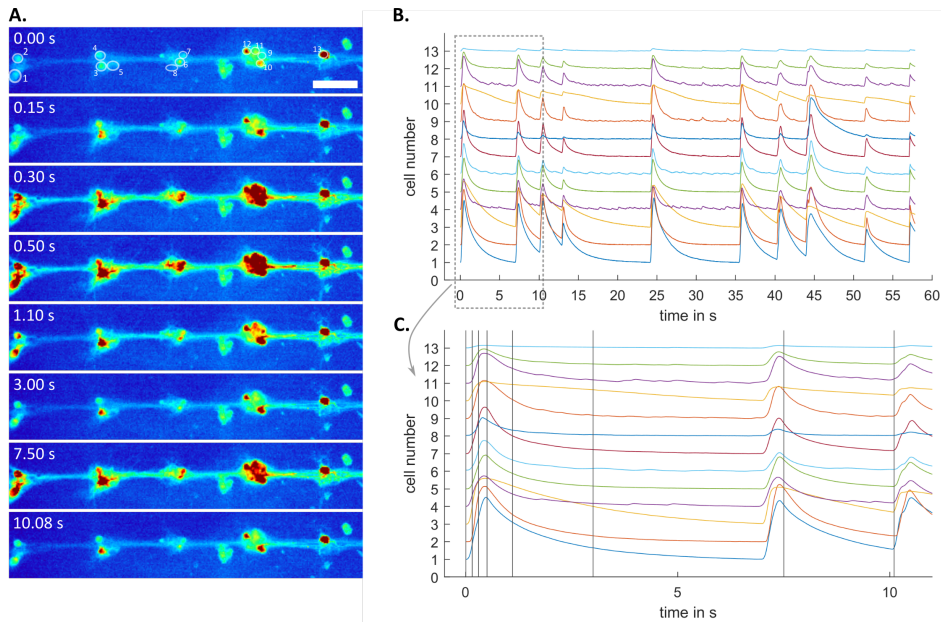 A.
0.00 s
2
1
4
3
5
7
6
8
12
11
9
10
13
0.15 s
0.30 s
0.50 s
1.10 s
3.00 s
7.50 s
10.08 s
B.
cell number
13
12
11
10
9
8
7
6
5
4
3
2
1
0
0 5 10 15 20 25 30 35 40 45 50 55 60
time in s
C.
cell number
13
12
11
10
9
8
7
6
5
4
3
2
1
0
0 5 10
time in s